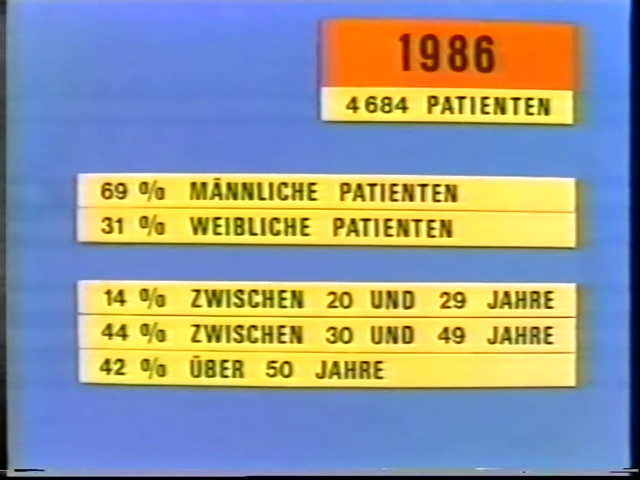 1986
4684 PATIENTEN
69 % MÄNNLICHE PATIENTEN
31 % WEIBLICHE PATIENTEN
14 % ZWISCHEN 20 UND 29 JAHRE
44 % ZWISCHEN 30 UND 49 JAHRE
42 % ÜBER 50 JAHRE